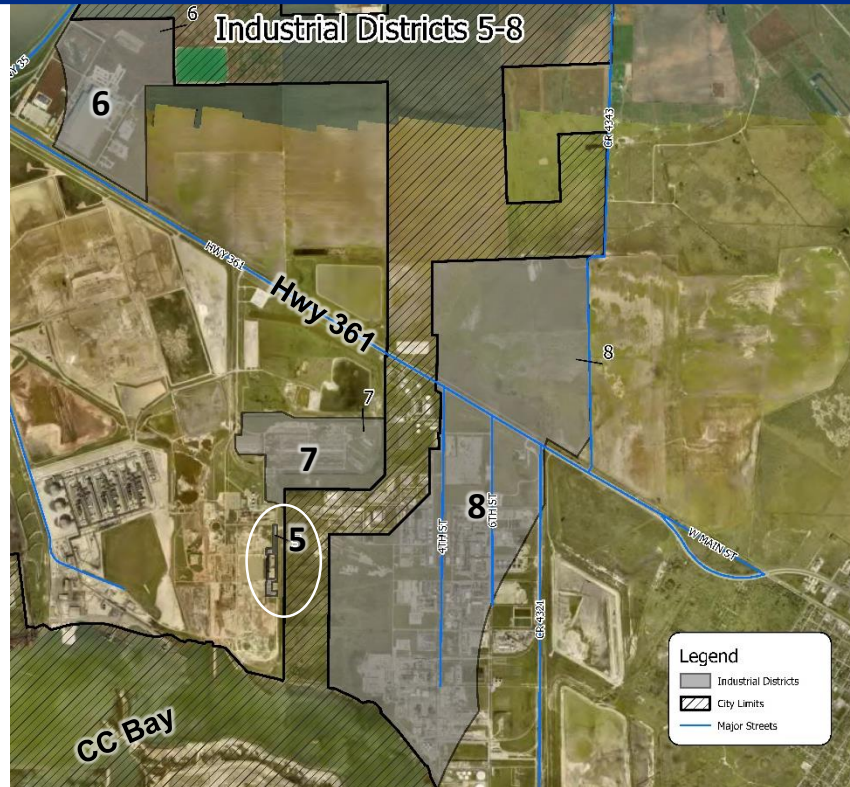 6
Industrial Districts 5-8
Y 35
6
CR 4343
HWY 361
Hwy 361
8
7
7
8
4TH ST
6TH ST
5
CR 4321
W MAIN ST
CC Bay
Legend
Industrial Districts
City Limits
Major Streets